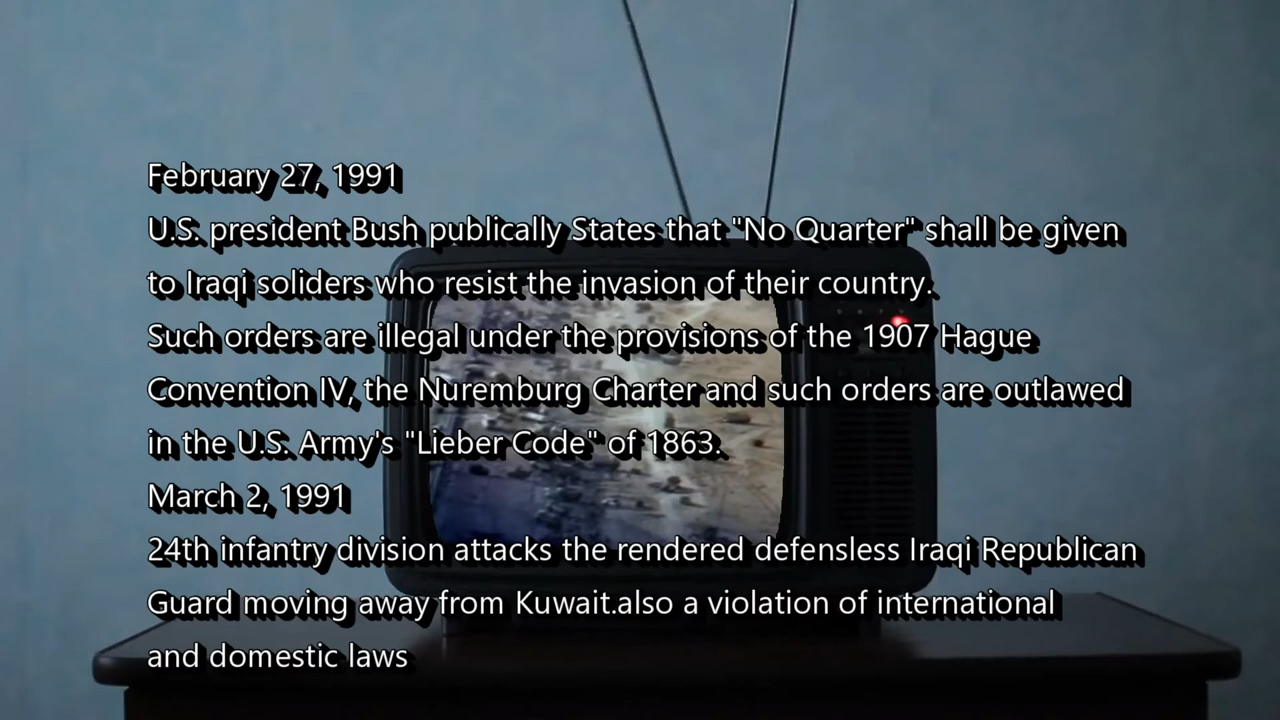 February 27, 1991
U.S. president Bush publically States that "No Quarter" shall be given
to Iraqi soliders who resist the invasion of their country.
Such orders are illegal under the provisions of the 1907 Hague
Convention IV, the Nuremburg Charter and such orders are outlawed
in the U.S. Army's "Lieber Code" of 1863.
March 2, 1991
24th infantry division attacks the rendered defensless Iraqi Republican
Guard moving away from Kuwait.also a violation of international
and domestic laws